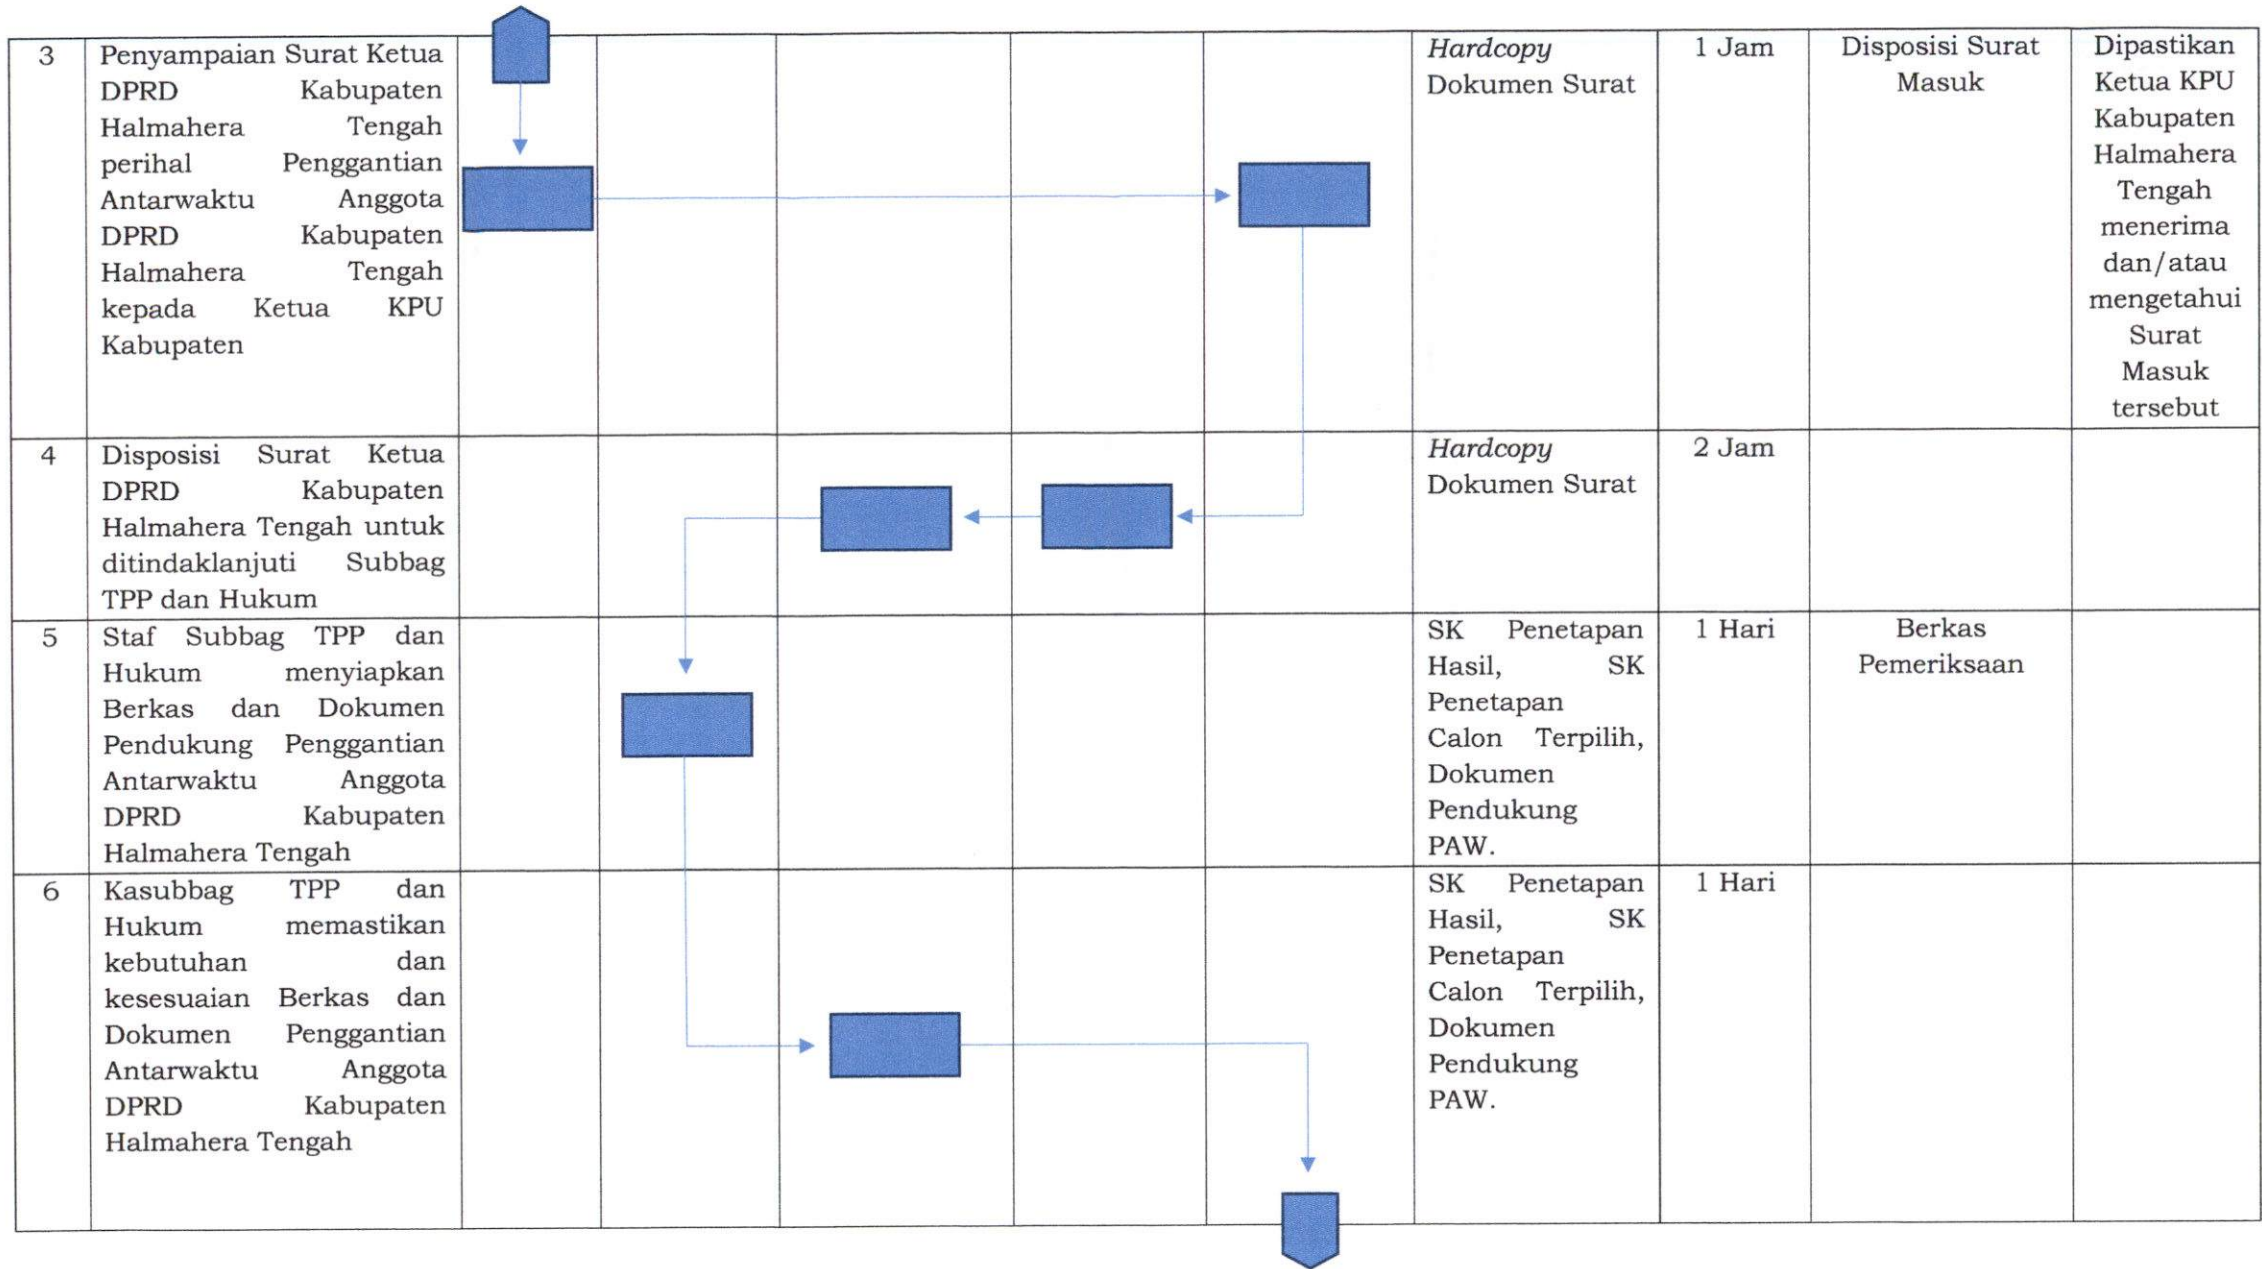 3
Penyampaian Surat Ketua
DPRD Kabupaten
Halmahera Tengah
perihal Penggantian
Antarwaktu Anggota
DPRD Kabupaten
Halmahera Tengah
kepada Ketua KPU
Kabupaten
Hardcopy
Dokumen Surat
1 Jam
Disposisi Surat
Masuk
Dipastikan
Ketua KPU
Kabupaten
Halmahera
Tengah
menerima
dan/atau
mengetahui
Surat
Masuk
tersebut
4
Disposisi Surat Ketua
DPRD Kabupaten
Halmahera Tengah untuk
ditindaklanjuti Subbag
TPP dan Hukum
Hardcopy
Dokumen Surat
2 Jam
5
Staf Subbag TPP dan
Hukum menyiapkan
Berkas dan Dokumen
Pendukung Penggantian
Antarwaktu Anggota
DPRD Kabupaten
Halmahera Tengah
SK Penetapan
Hasil, SK
Penetapan
Calon Terpilih,
Dokumen
Pendukung
PAW.
1 Hari
Berkas
Pemeriksaan
6
Kasubbag TPP dan
Hukum memastikan
kebutuhan dan
kesesuaian Berkas dan
Dokumen Penggantian
Antarwaktu Anggota
DPRD Kabupaten
Halmahera Tengah
SK Penetapan
Hasil, SK
Penetapan
Calon Terpilih,
Dokumen
Pendukung
PAW.
1 Hari